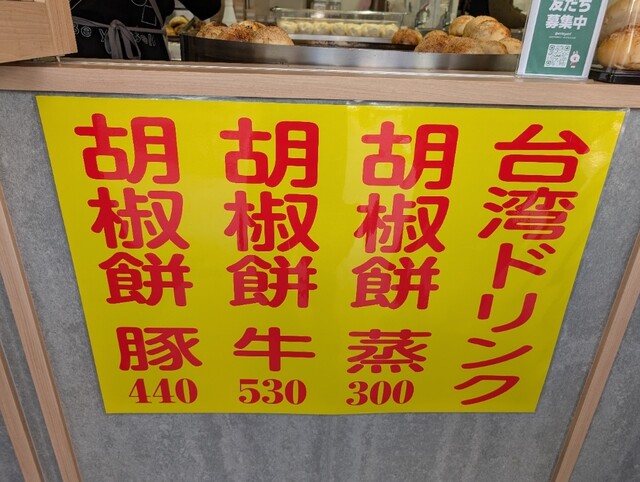 友だち
募集中
台湾ドリンク
胡椒餅 蒸 300
胡椒餅 牛 530
胡椒餅 豚 440